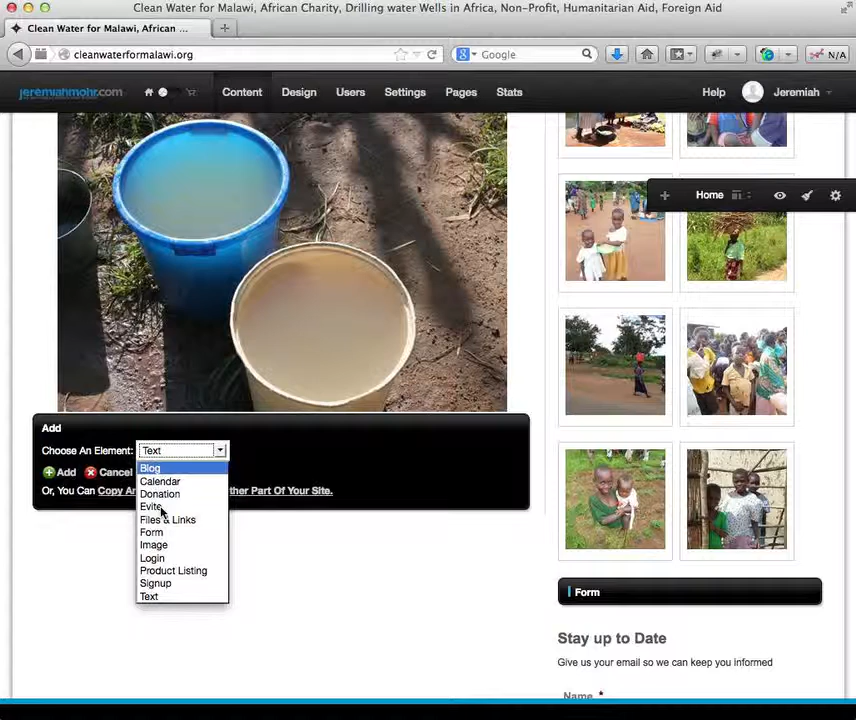 Clean Water for Malawi, African Charity, Drilling water Wells in Africa, Non-Profit, Humanitarian Aid, Foreign Aid
Clean Water for Malawi, African ...
cleanwaterformalawi.org
Google
N/A
jeremiahmohr.com
Content
Design
Users
Settings
Pages
Stats
Help
Jeremiah
Home
Add
Choose An Element:
Text
Add
Cancel
Or, You Can Copy An
ther Part Of Your Site.
Blog
Calendar
Donation
Evite
Files & Links
Form
Image
Login
Product Listing
Signup
Text
Form
Stay up to Date
Give us your email so we can keep you informed
Name *